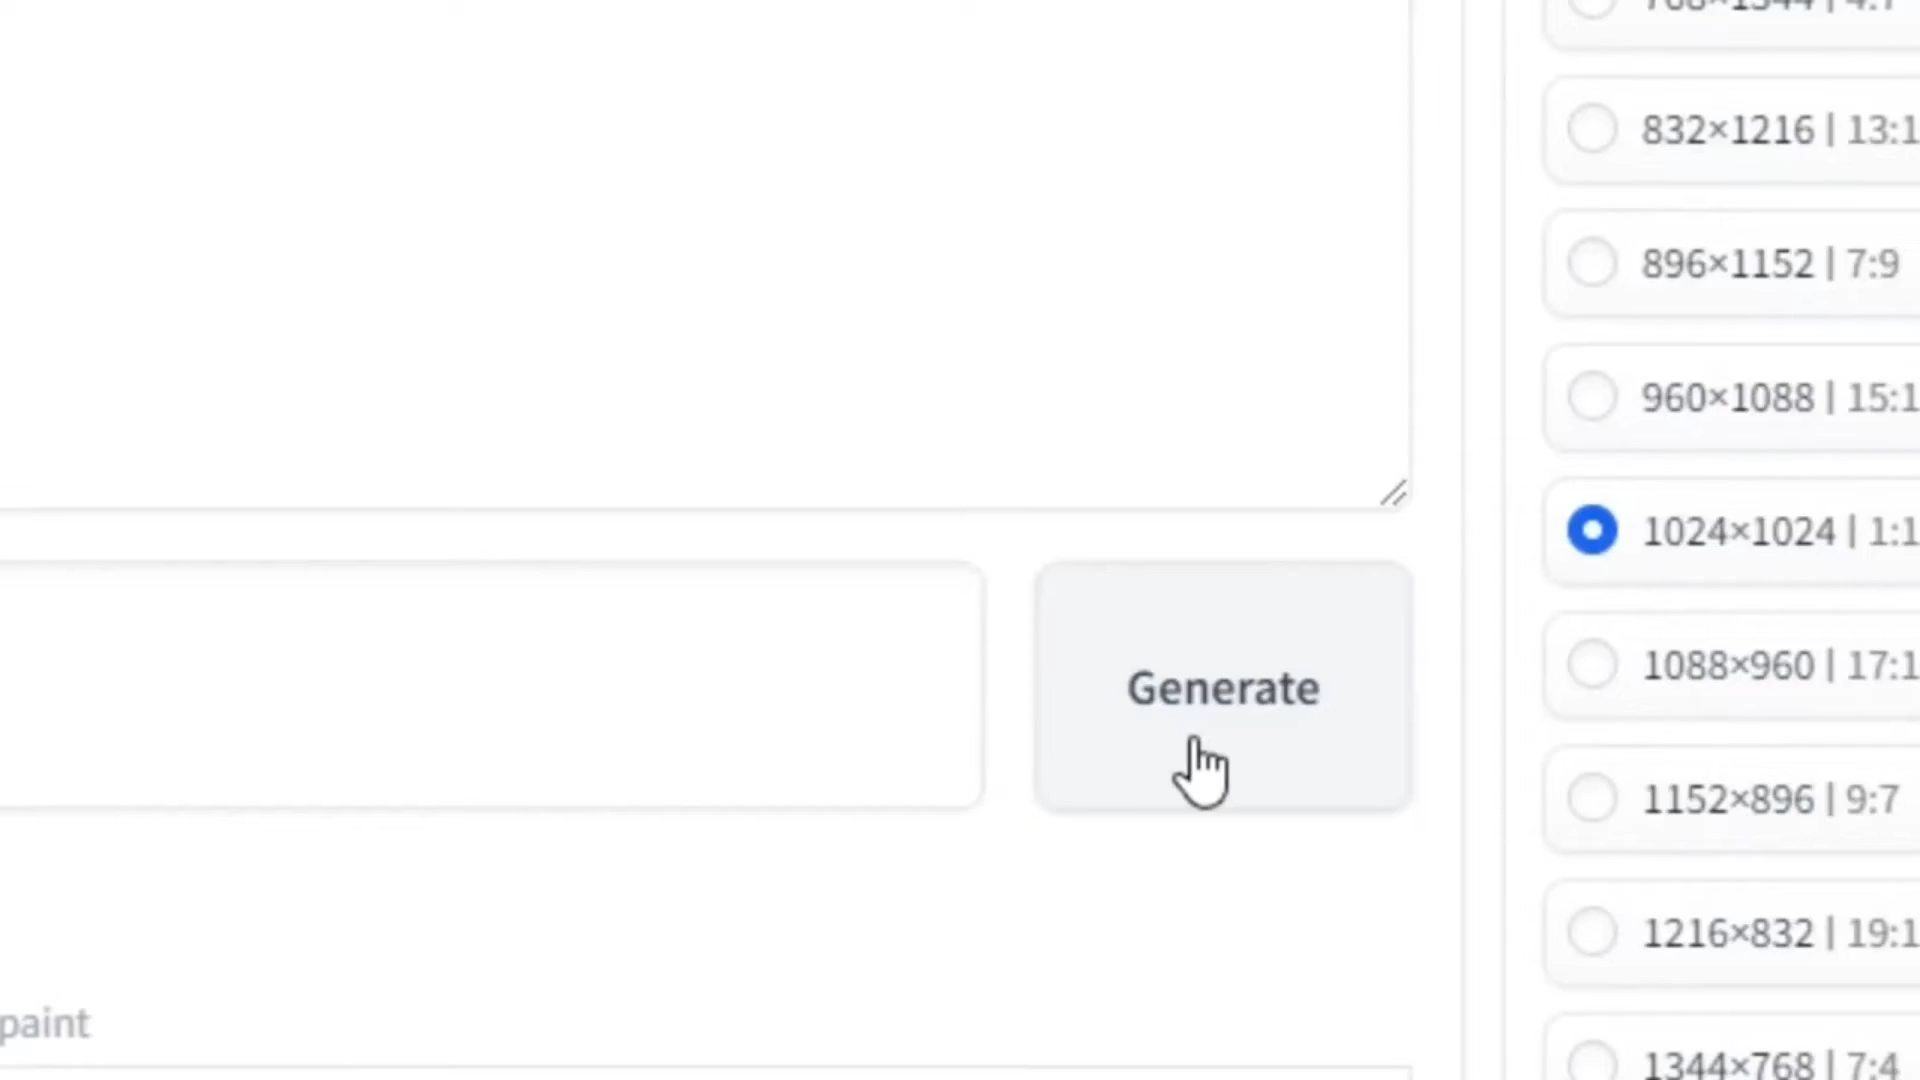 832×1216 | 13:1
896×1152 | 7:9
960×1088 | 15:1
1024×1024 | 1:1
Generate
1088×960 | 17:1
1152×896 | 9:7
1216×832 | 19:1
paint
1344×768 | 7:4